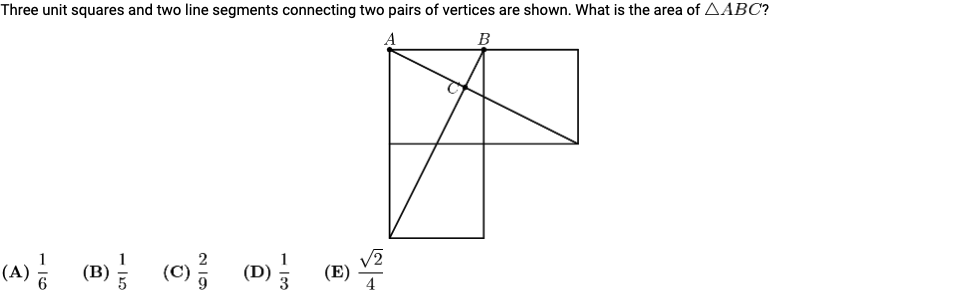 Three unit squares and two line segments connecting two pairs of vertices are shown. What is the area of △ABC?
A B
C
(A) 1/6 (B) 1/5 (C) 2/9 (D) 1/3 (E) √2/4